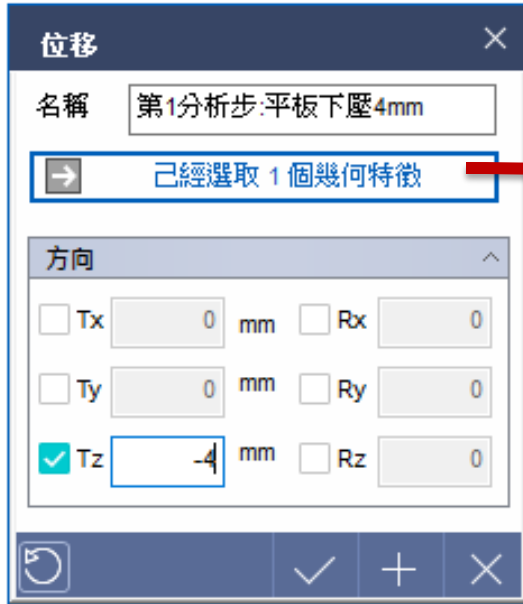 位移
名稱 第1分析步:平板下壓4mm
己經選取 1 個幾何特徵
方向
Tx 0 mm Rx 0
Ty 0 mm Ry 0
Tz -4 mm Rz 0